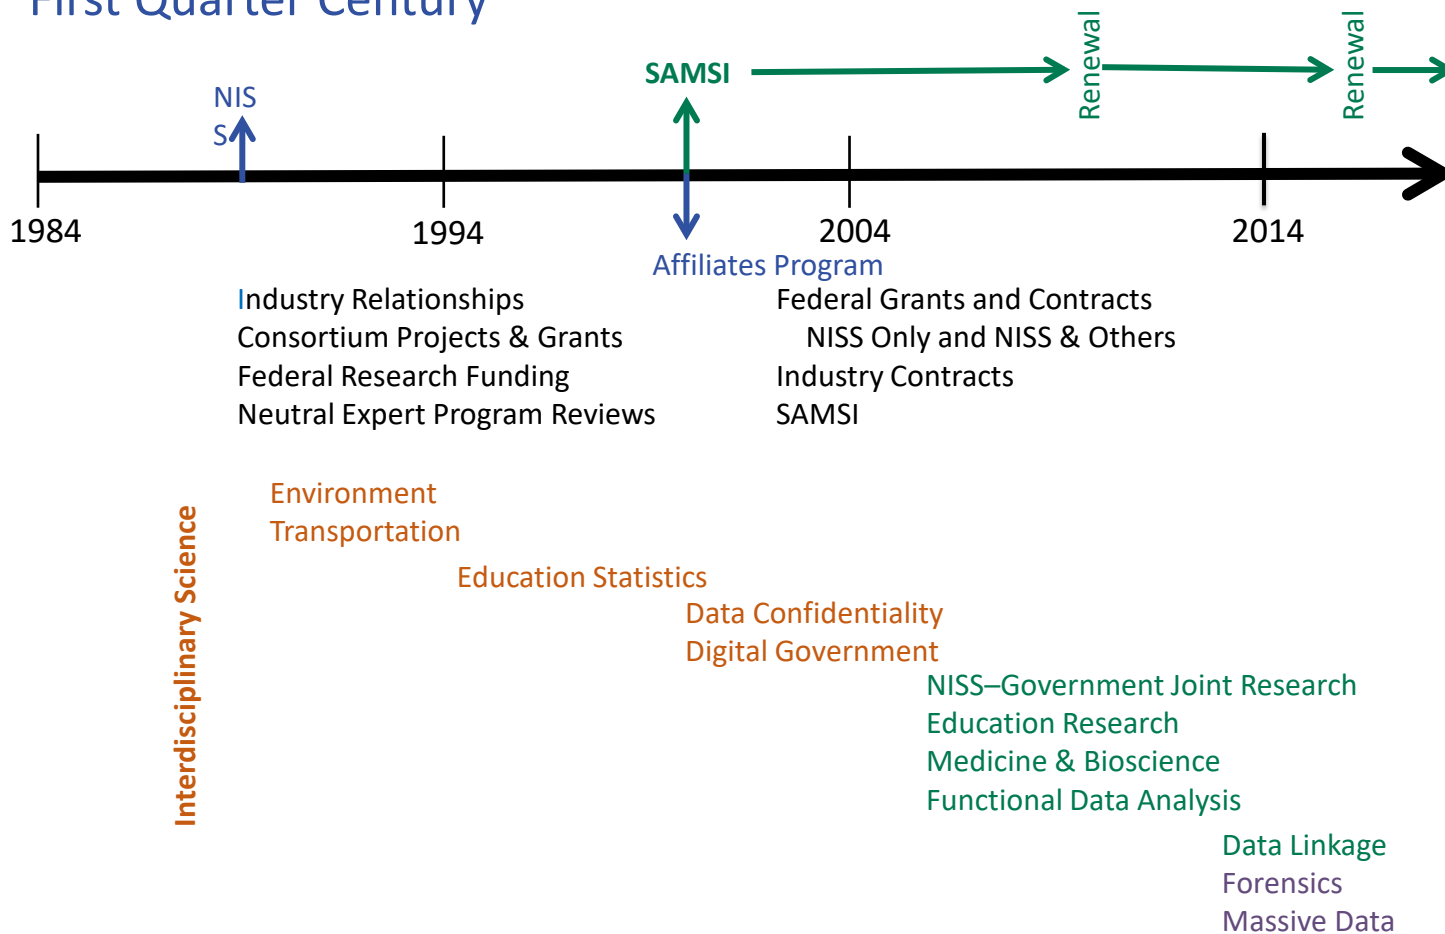 First Quarter Century
SAMSI
Renewal
Renewal
NIS
S
1984
1994
2004
2014
Affiliates Program
Industry Relationships
Consortium Projects & Grants
Federal Research Funding
Neutral Expert Program Reviews
Federal Grants and Contracts
NISS Only and NISS & Others
Industry Contracts
SAMSI
Interdisciplinary Science
Environment
Transportation
Education Statistics
Data Confidentiality
Digital Government
NISS–Government Joint Research
Education Research
Medicine & Bioscience
Functional Data Analysis
Data Linkage
Forensics
Massive Data